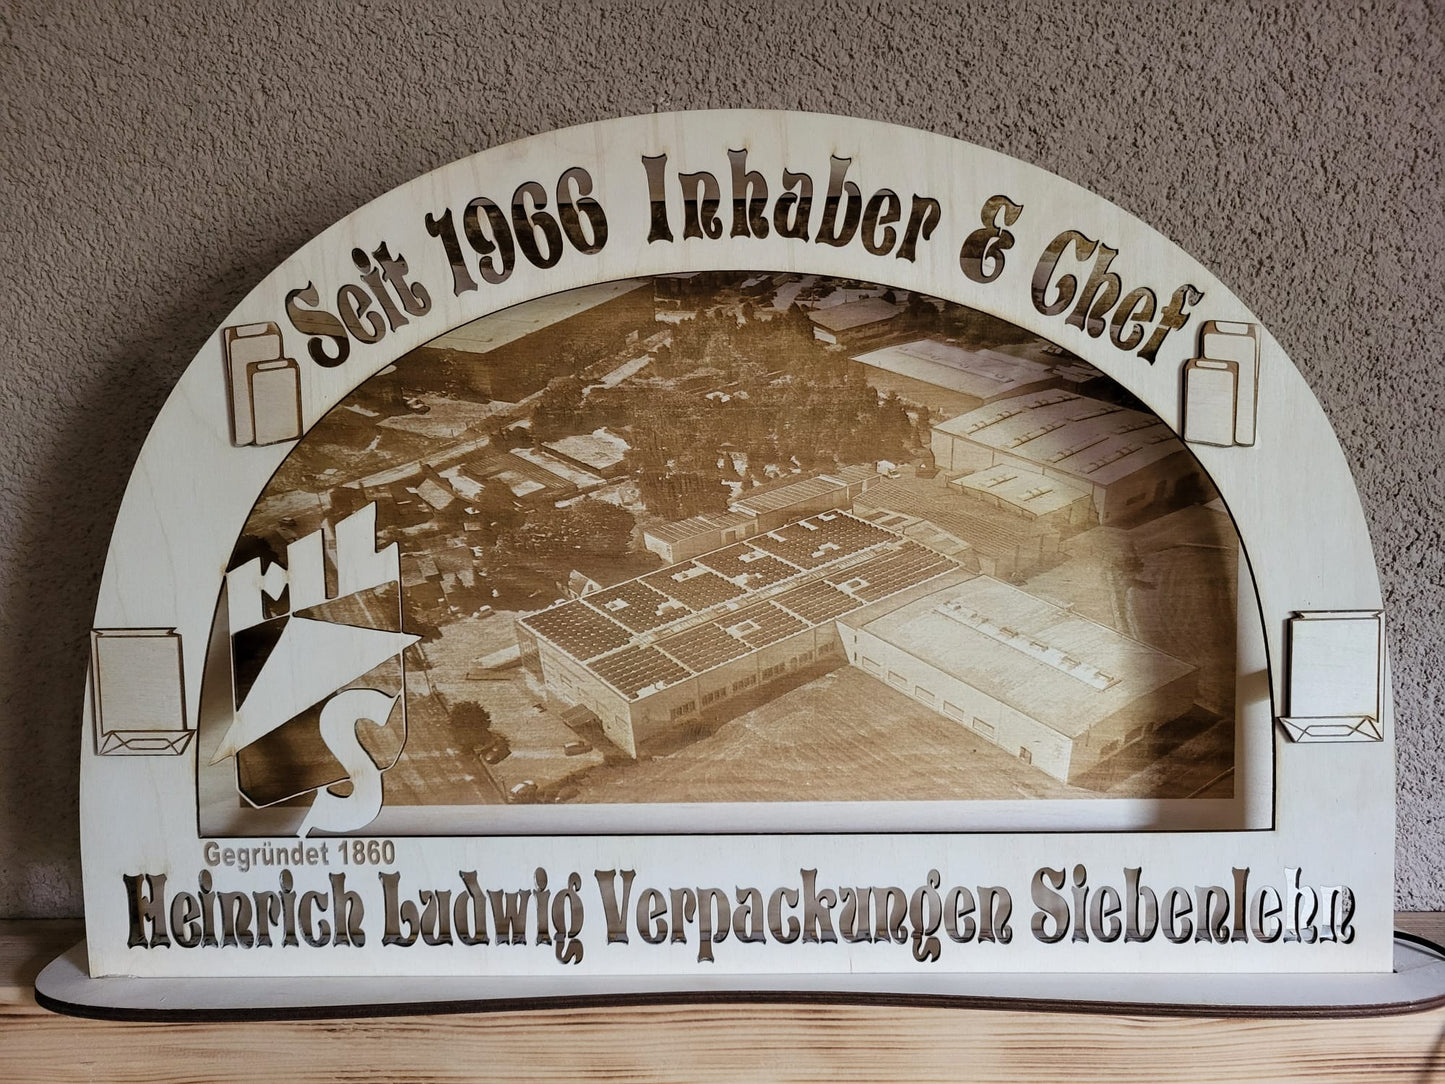 Seit 1966 Inhaber & Chef
HL
S
Gegründet 1860
Heinrich Ludwig Verpackungen Siebenlehn